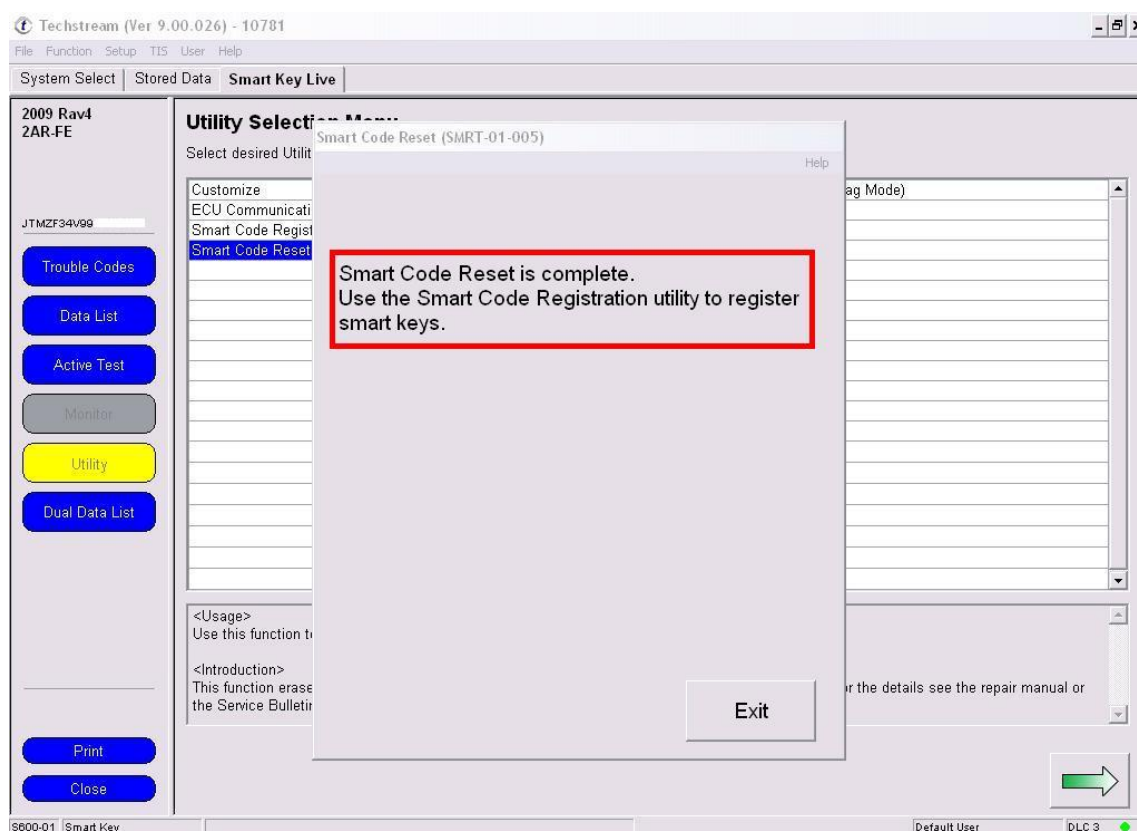 Techstream (Ver 9.00.026) - 10781
File Function Setup TIS User Help
System Select Stored Data Smart Key Live
2009 Rav4
2AR-FE
JTMZF34V99
Trouble Codes
Data List
Active Test
Monitor
Utility
Dual Data List
Print
Close
Utility Selection Menu
Select desired Utilit
Customize
ag Mode)
ECU Communicati
Smart Code Regist
Smart Code Reset
Smart Code Reset (SMRT-01-005)
Help
Smart Code Reset is complete.
Use the Smart Code Registration utility to register
smart keys.
Exit
<Usage>
Use this function t
<Introduction>
This function erase
r the details see the repair manual or
the Service Bulletin
S600-01 Smart Key
Default User
DLC 3